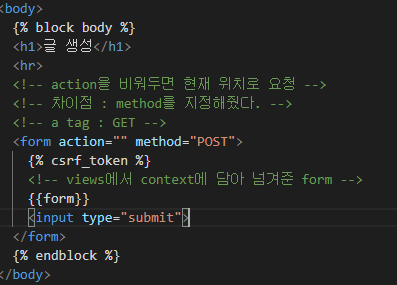 <body>
{% block body %}
<h1>글 생성</h1>
<hr>
<!-- action을 비워두면 현재 위치로 요청 -->
<!-- 차이점 : method를 지정해줬다. -->
<!-- a tag : GET -->
<form action="" method="POST">
{% csrf_token %}
<!-- views에서 context에 담아 넘겨준 form -->
{{form}}
<input type="submit">
</form>
{% endblock %}
</body>